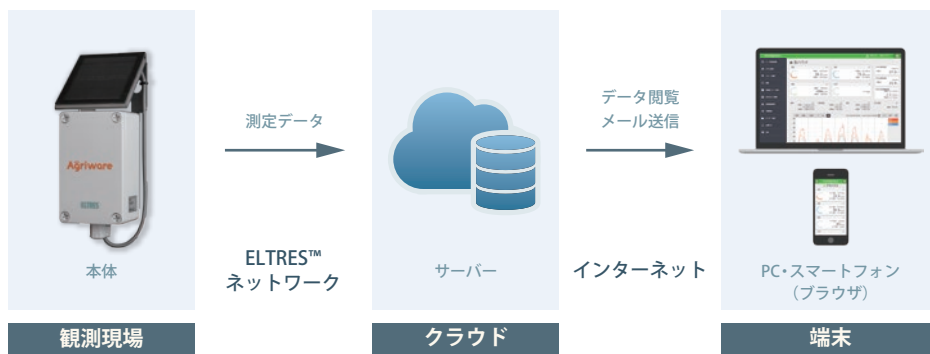 Agriware
ELTRES
本体
観測現場
測定データ
ELTRES™
ネットワーク
サーバー
クラウド
データ閲覧
メール送信
インターネット
PC・スマートフォン
（ブラウザ）
端末